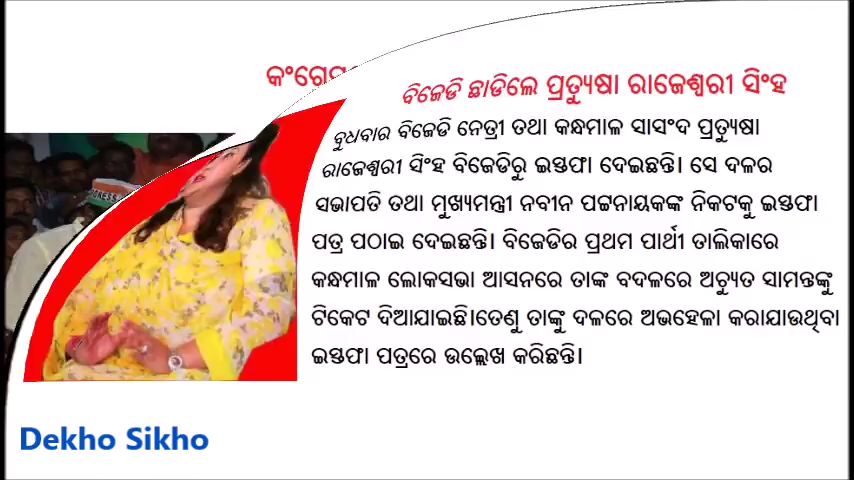 କଂଗେସ
ବିଜେଡି ଛାଡିଲେ ପ୍ରତ୍ୟୁଷା ରାଜେଶ୍ୱରୀ ସିଂହ
ବୁଧବାର ବିଜେଡି ନେତ୍ରୀ ତଥା କନ୍ଧମାଳ ସାସଂଦ ପ୍ରତ୍ୟୁଷା
ରାଜେଶ୍ୱରୀ ସିଂହ ବିଜେଡିରୁ ଇସ୍ତଫା ଦେଇଛନ୍ତି। ସେ ଦଳର
ସଭାପତି ତଥା ମୁଖ୍ୟମନ୍ତ୍ରୀ ନବୀନ ପଟ୍ଟନାୟକଙ୍କ ନିକଟକୁ ଇସ୍ତଫା
ପତ୍ର ପଠାଇ ଦେଇଛନ୍ତି। ବିଜେଡିର ପ୍ରଥମ ପାର୍ଥୀ ତାଲିକାରେ
କନ୍ଧମାଳ ଲୋକସଭା ଆସନରେ ତାଙ୍କ ବଦଳରେ ଅଚ୍ୟୁତ ସାମନ୍ତଙ୍କୁ
ଟିକେଟ ଦିଆଯାଇଛି।ତେଣୁ ତାଙ୍କୁ ଦଳରେ ଅଭହେଳା କରାଯାଉଥିବା
ଇସ୍ତଫା ପତ୍ରରେ ଉଲ୍ଲେଖ କରିଛନ୍ତି।
Dekho Sikho